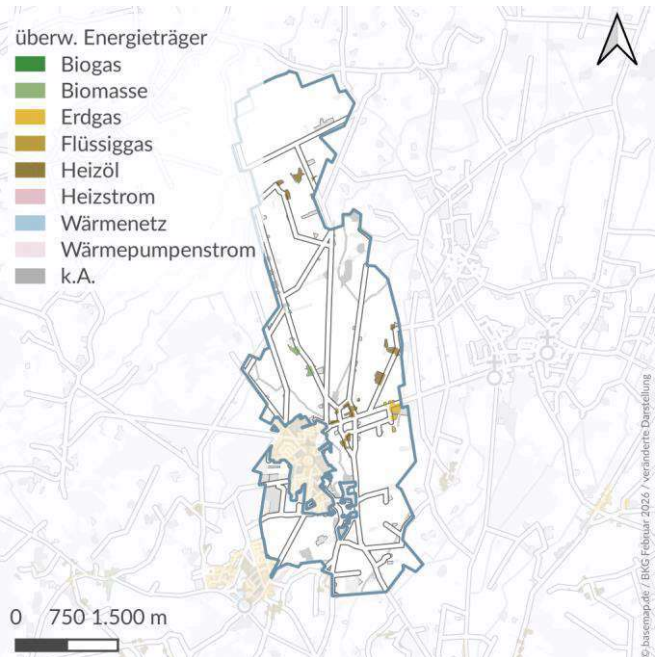 überw. Energieträger
Biogas
Biomasse
Erdgas
Flüssiggas
Heizöl
Heizstrom
Wärmenetz
Wärmepumpenstrom
k.A.
0 750 1.500 m
© basemap.de / BKG Februar 2026 / veränderte Darstellung